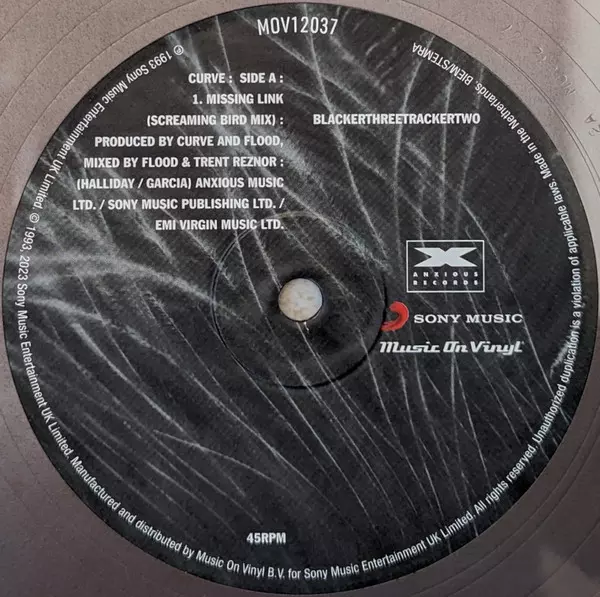 MOV12037
CURVE : SIDE A :
1. MISSING LINK
(SCREAMING BIRD MIX) :
PRODUCED BY CURVE AND FLOOD,
MIXED BY FLOOD & TRENT REZNOR :
(HALLIDAY / GARCIA) ANXIOUS MUSIC
LTD. / SONY MUSIC PUBLISHING LTD. /
EMI VIRGIN MUSIC LTD.
BLACKERTHREETRACKERTWO
ANXIOUS
RECORDS
SONY MUSIC
Music On Vinyl
45RPM
℗ 1993 Sony Music Entertainment UK Limited. © 1993, 2023 Sony Music Entertainment UK Limited. Manufactured and distributed by Music On Vinyl B.V. for Sony Music Entertainment UK Limited. All rights reserved. Unauthorized duplication is a violation of applicable laws. Made in the Netherlands. BIEM/STEMRA